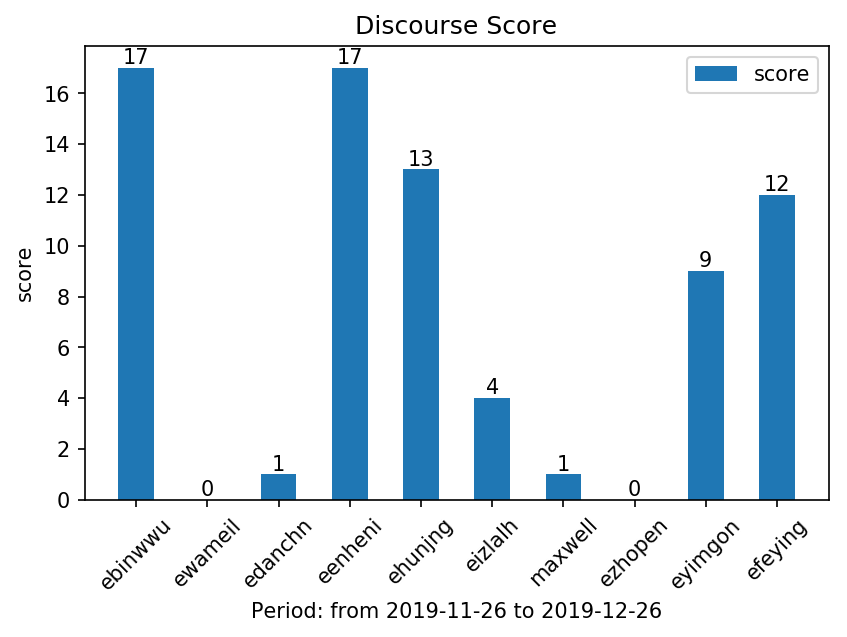 Discourse Score
17
17
score
16
14
13
12
12
10
9
8
6
4
4
2
1
1
0
0
0
score
ebinwwu
ewameil
edanchn
eenheni
ehunjng
eizlalh
maxwell
ezhopen
eyimgon
efeying
Period: from 2019-11-26 to 2019-12-26